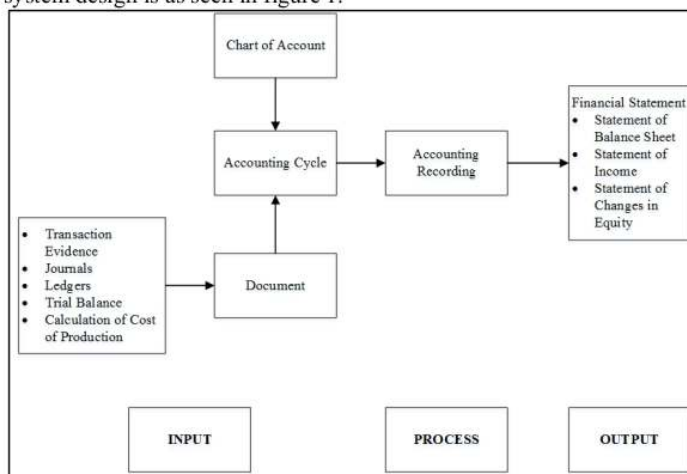 system design is as seen in figure 1.
Chart of Account
Accounting Cycle
Accounting
Recording
Financial Statement
• Statement of
Balance Sheet
• Statement of
Income
• Statement of
Changes in
Equity
• Transaction
Evidence
• Journals
• Ledgers
• Trial Balance
• Calculation of Cost
of Production
Document
INPUT
PROCESS
OUTPUT